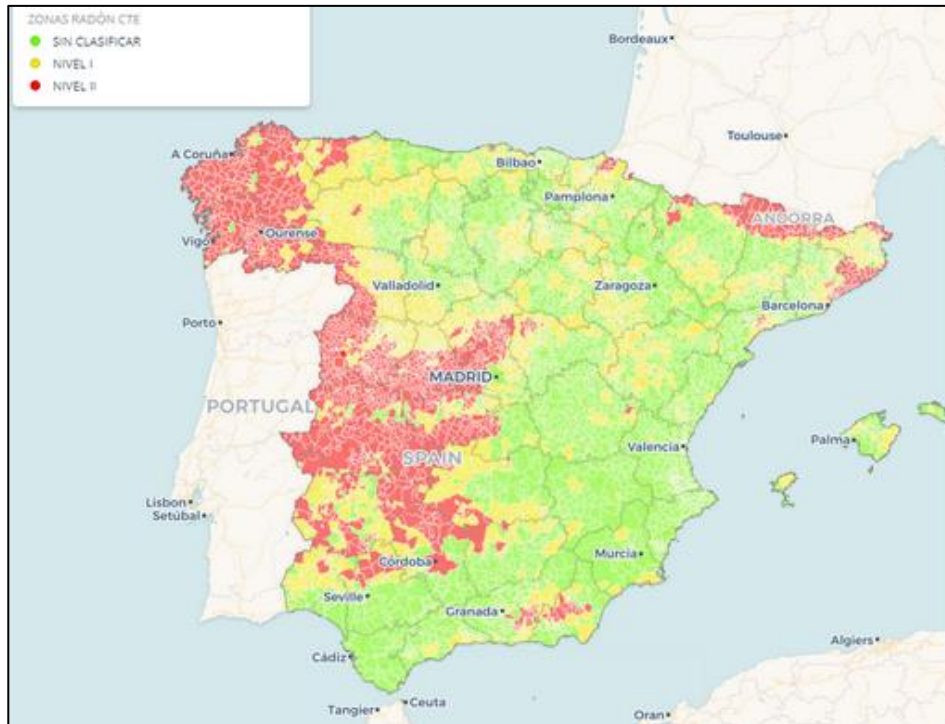 ZONAS RADÓN CTE
SIN CLASIFICAR
NIVEL I
NIVEL II
Bordeaux
Toulouse
A Coruña
Bilbao
Pamplona
ANDORRA
Vigo
Ourense
Valladolid
Zaragoza
Barcelona
Porto
MADRID
PORTUGAL
Palma
Valencia
SPAIN
Lisbon
Setúbal
Murcia
Córdoba
Seville
Granada
Cádiz
Algiers
Ceuta
Tangier
Oran